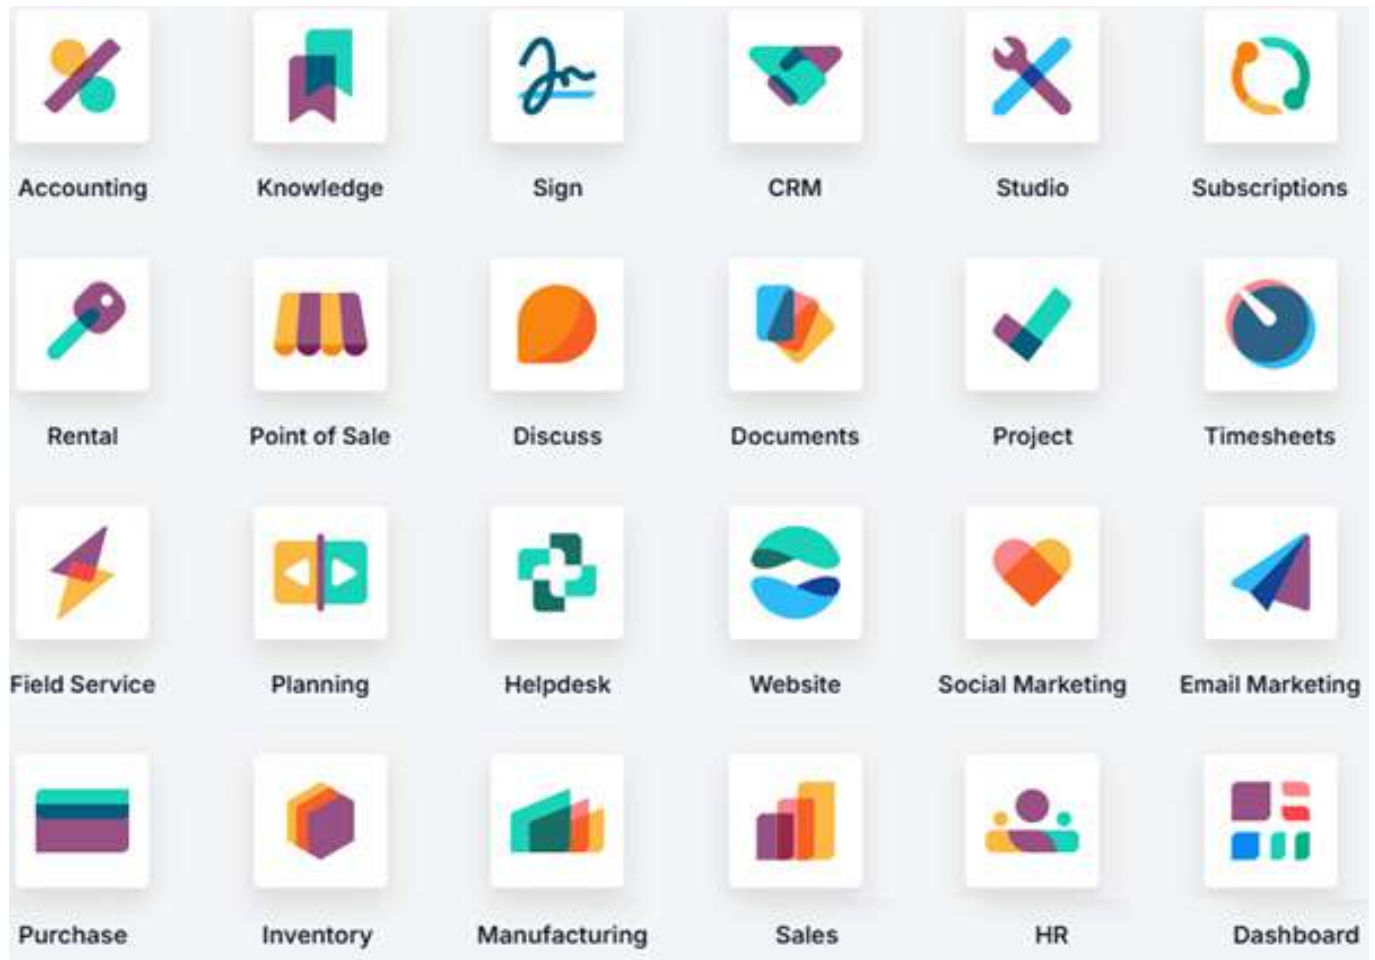 Accounting Knowledge Sign CRM Studio Subscriptions
Rental Point of Sale Discuss Documents Project Timesheets
Field Service Planning Helpdesk Website Social Marketing Email Marketing
Purchase Inventory Manufacturing Sales HR Dashboard